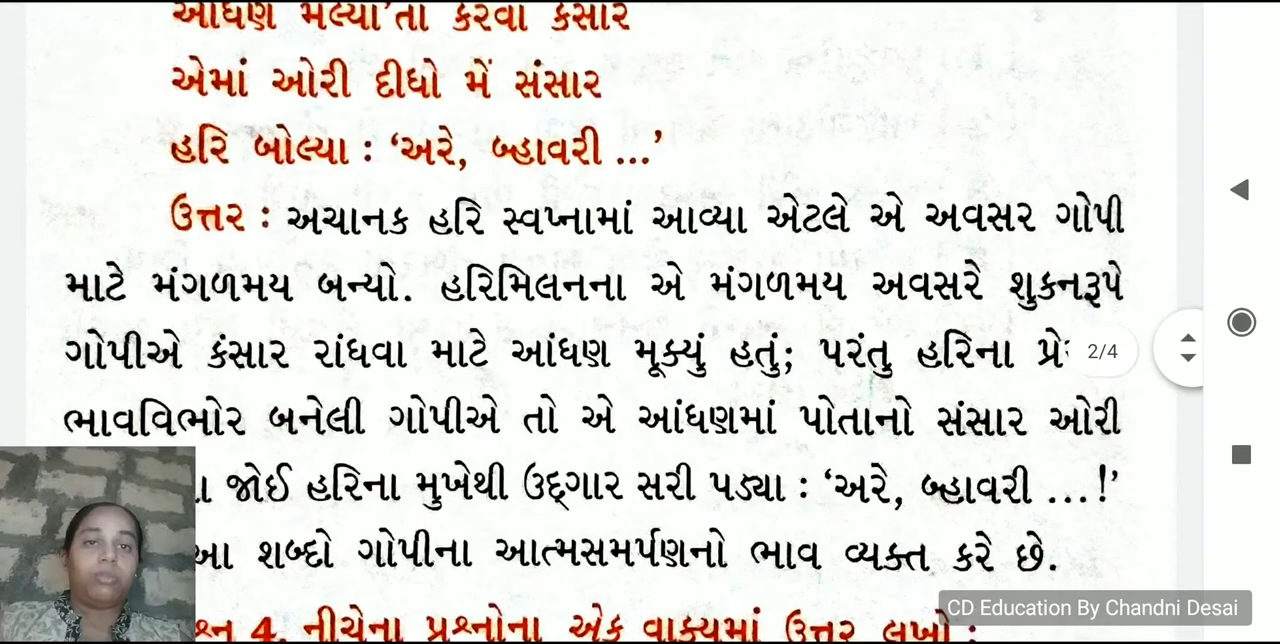 આંધણ મેલ્યા'તા કરવા કંસાર
એમાં ઓરી દીધો મેં સંસાર
હરિ બોલ્યા : ‘અરે, બ્હાવરી ...’
ઉત્તર : અચાનક હરિ સ્વપ્નામાં આવ્યા એટલે એ અવસર ગોપી
માટે મંગળમય બન્યો. હરિમિલનના એ મંગળમય અવસરે શુકનરૂપે
ગોપીએ કંસાર રાંધવા માટે આંધણ મૂક્યું હતું; પરંતુ હરિના
2/4
ભાવવિભોર બનેલી ગોપીએ તો એ આંધણમાં પોતાનો સંસાર ઓરી
જોઈ હરિના મુખેથી ઉદ્ગાર સરી પડ્યા : ‘અરે, બ્હાવરી ...!’
આ શબ્દો ગોપીના આત્મસમર્પણનો ભાવ વ્યક્ત કરે છે.
CD Education By Chandni Desai
4. નીચેના પ્રશ્નોના એક વાક્યમાં ઉત્તર લખો :